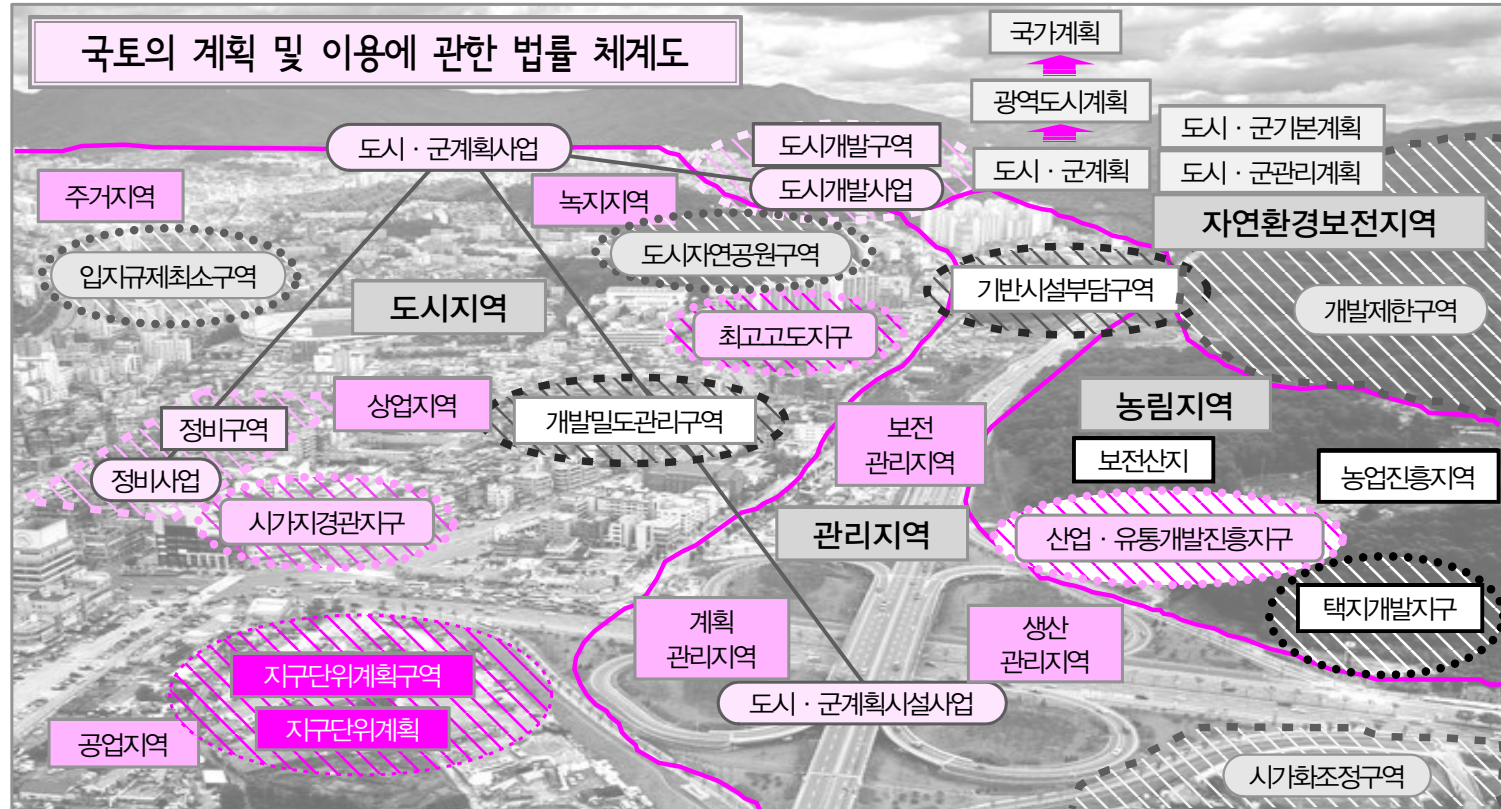 국토의 계획 및 이용에 관한 법률 체계도
국가계획
광역도시계획
도시 · 군계획
도시 · 군기본계획
도시 · 군관리계획
도시 · 군계획사업
도시개발구역
도시개발사업
주거지역
녹지지역
자연환경보전지역
입지규제최소구역
도시자연공원구역
기반시설부담구역
개발제한구역
도시지역
최고고도지구
농림지역
상업지역
개발밀도관리구역
정비구역
정비사업
보전
관리지역
보전산지
농업진흥지역
시가지경관지구
관리지역
산업 · 유통개발진흥지구
택지개발지구
계획
관리지역
생산
관리지역
지구단위계획구역
지구단위계획
도시 · 군계획시설사업
공업지역
시가화조정구역